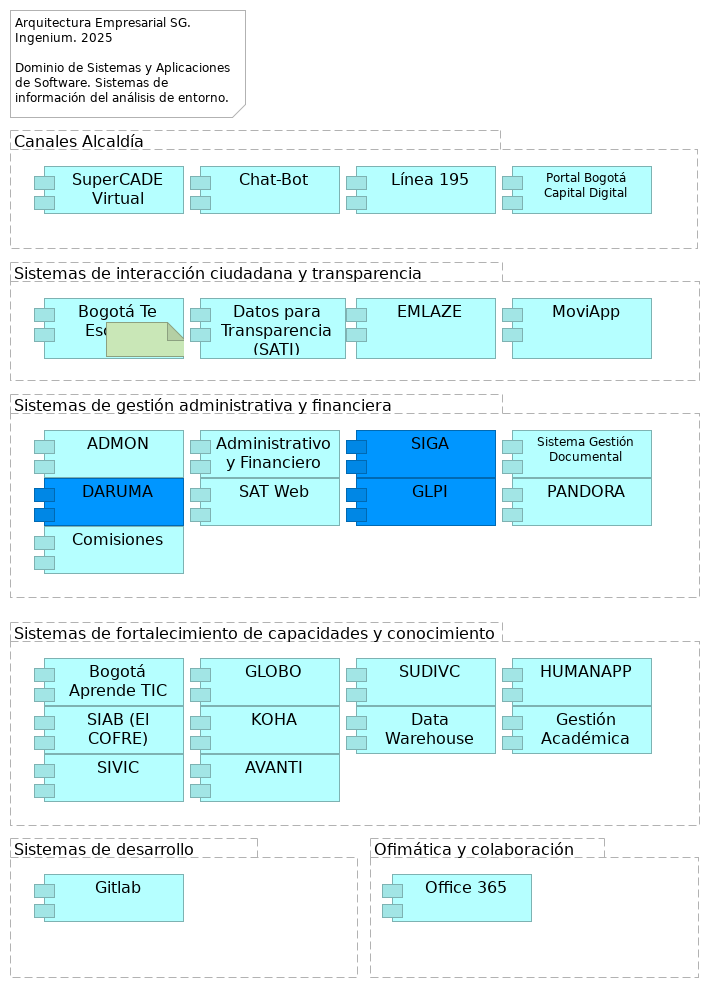 Arquitectura Empresarial SG.
Ingenium. 2025
Dominio de Sistemas y Aplicaciones
de Software. Sistemas de
información del análisis de entorno.
Canales Alcaldía
SuperCADE
Virtual
Chat-Bot
Línea 195
Portal Bogotá
Capital Digital
Sistemas de interacción ciudadana y transparencia
Bogotá Te
Datos para
Transparencia
(SATI)
EMLAZE
MoviApp
Sistemas de gestión administrativa y financiera
ADMON
Administrativo
y Financiero
SIGA
Sistema Gestión
Documental
DARUMA
SAT Web
GLPI
PANDORA
Comisiones
Sistemas de fortalecimiento de capacidades y conocimiento
Bogotá
Aprende TIC
GLOBO
SUDIVC
HUMANAPP
SIAB (El
COFRE)
KOHA
Data
Warehouse
Gestión
Académica
SIVIC
AVANTI
Sistemas de desarrollo
Gitlab
Ofimática y colaboración
Office 365